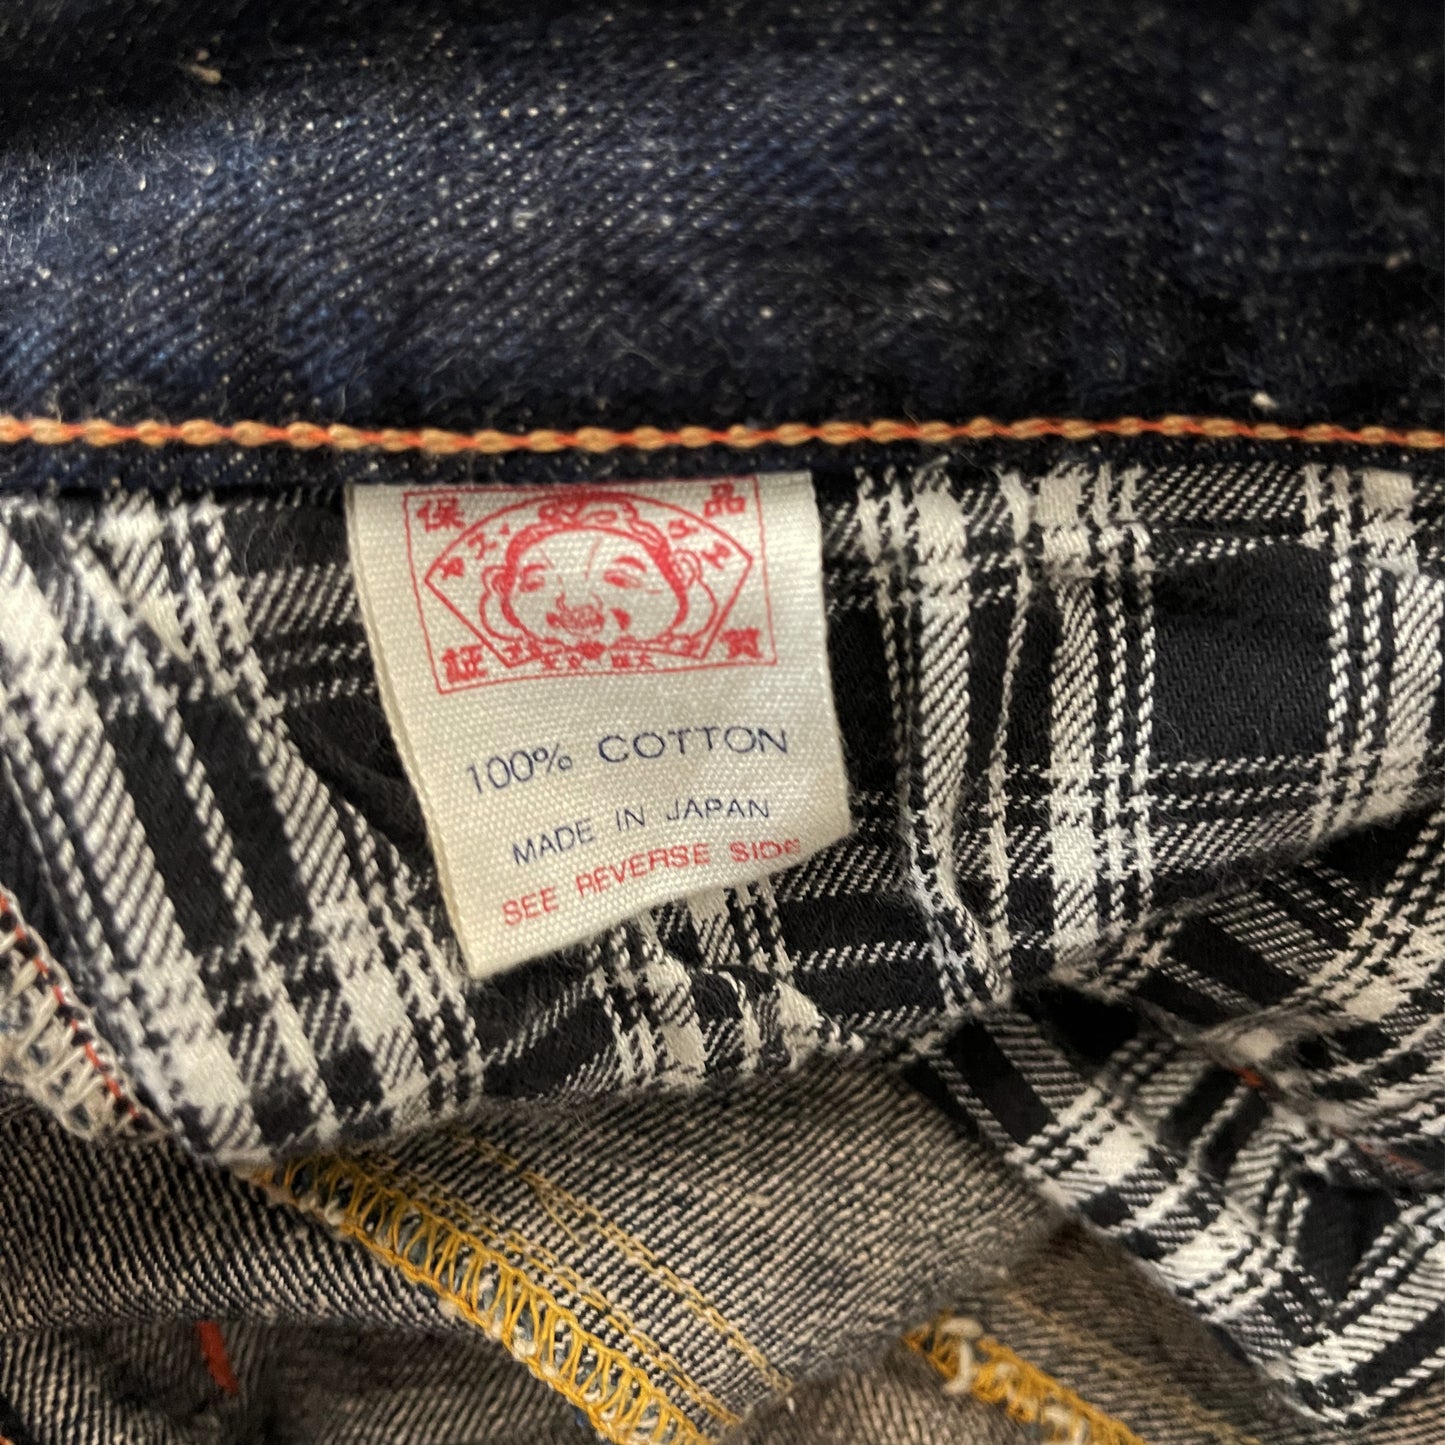 保 品
証 質
100% COTTON
MADE IN JAPAN
SEE REVERSE SIDE